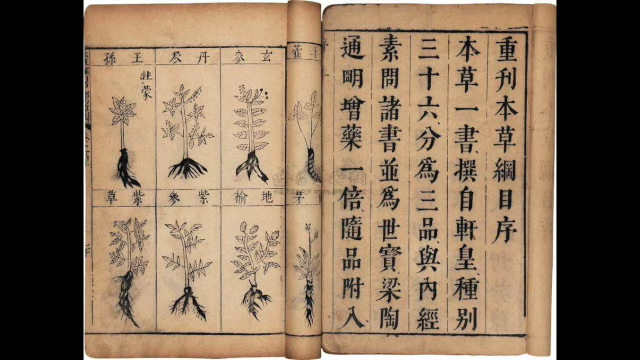 重刊本草綱目序
本草一書撰自軒皇種別
三十六分爲三品與內經
素問諸書並爲世寶梁陶
通明增藥一倍隨品附入
玄參
丹參
王孫
牡蒙
地榆
紫參
紫草